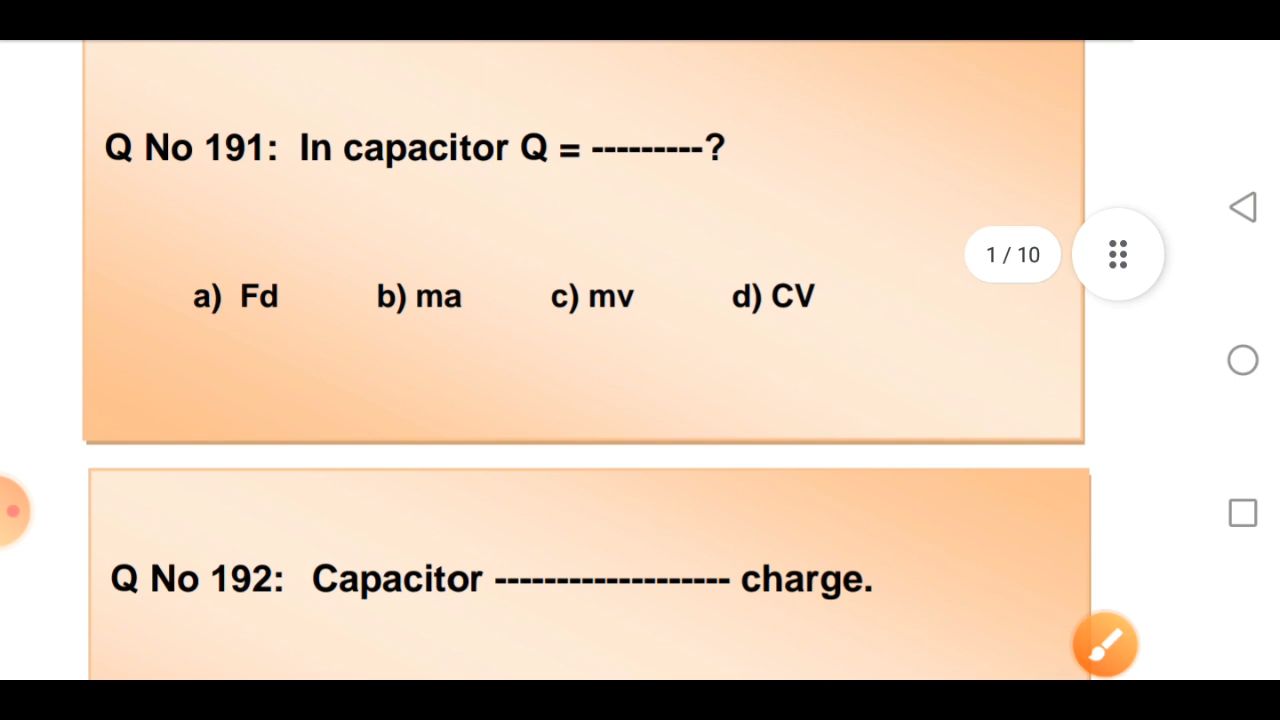 Q No 191: In capacitor Q = ---------?
1 / 10
a) Fd b) ma c) mv d) CV
Q No 192: Capacitor ------------------- charge.